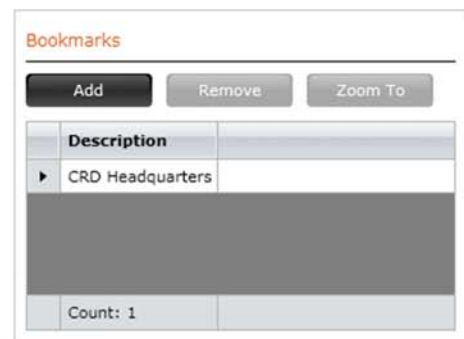 Bookmarks
Add Remove Zoom To
Description
CRD Headquarters
Count: 1